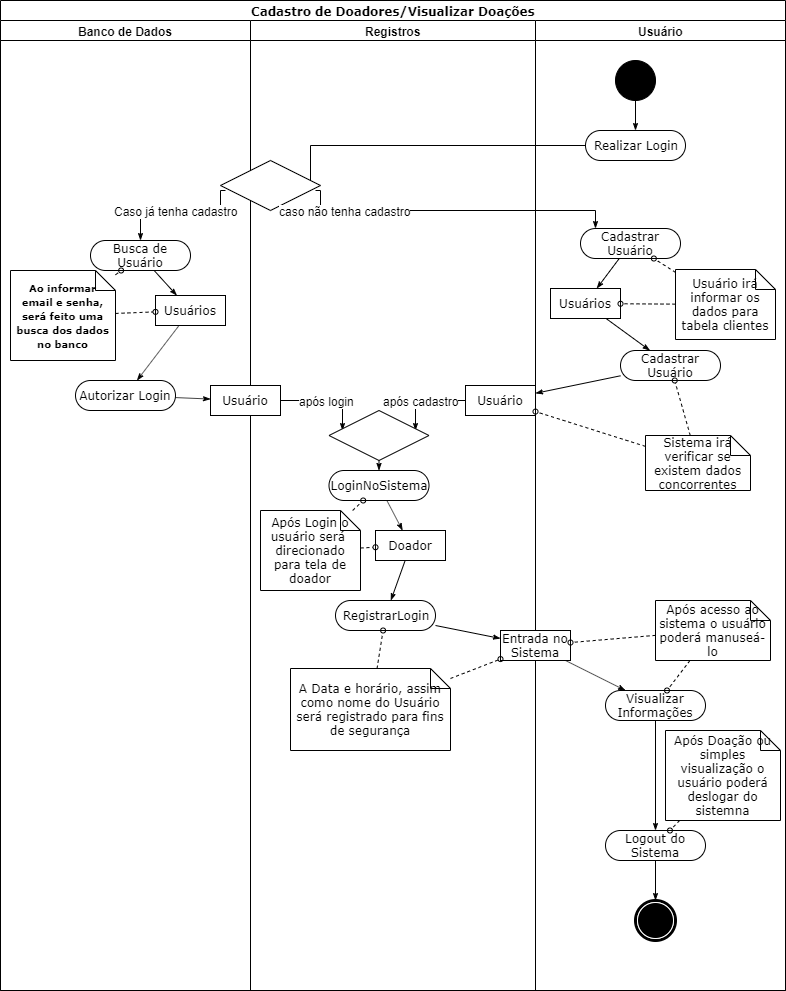 Cadastro de Doadores/Visualizar Doações
Banco de Dados
Registros
Usuário
Realizar Login
Caso já tenha cadastro
caso não tenha cadastro
Busca de
Usuário
Cadastrar
Usuário
Ao informar
email e senha,
será feito uma
busca dos dados
no banco
Usuários
Usuários
Usuário irá
informar os
dados para
tabela clientes
Cadastrar
Usuário
Autorizar Login
Usuário
após login
após cadastro
Usuário
Sistema irá
verificar se
existem dados
concorrentes
LoginNoSistema
Após Login o
usuário será
direcionado
para tela de
doador
Doador
RegistrarLogin
Entrada no
Sistema
Após acesso ao
sistema o usuário
poderá manuseá-
lo
A Data e horário, assim
como nome do Usuário
será registrado para fins
de segurança
Visualizar
Informações
Após Doação ou
simples
visualização o
usuário poderá
deslogar do
sistemna
Logout do
Sistema